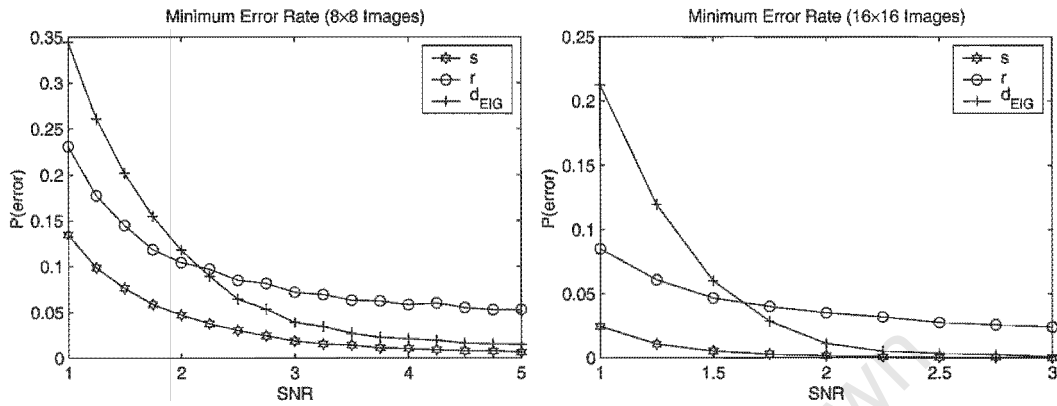 Minimum Error Rate (8×8 Images)
0.35
0.3
0.25
0.2
0.15
0.1
0.05
0
P(error)
1
2
3
4
5
SNR
s
r
d_EIG
Minimum Error Rate (16×16 Images)
0.25
0.2
0.15
0.1
0.05
0
P(error)
1
1.5
2
2.5
3
SNR
s
r
d_EIG
wn